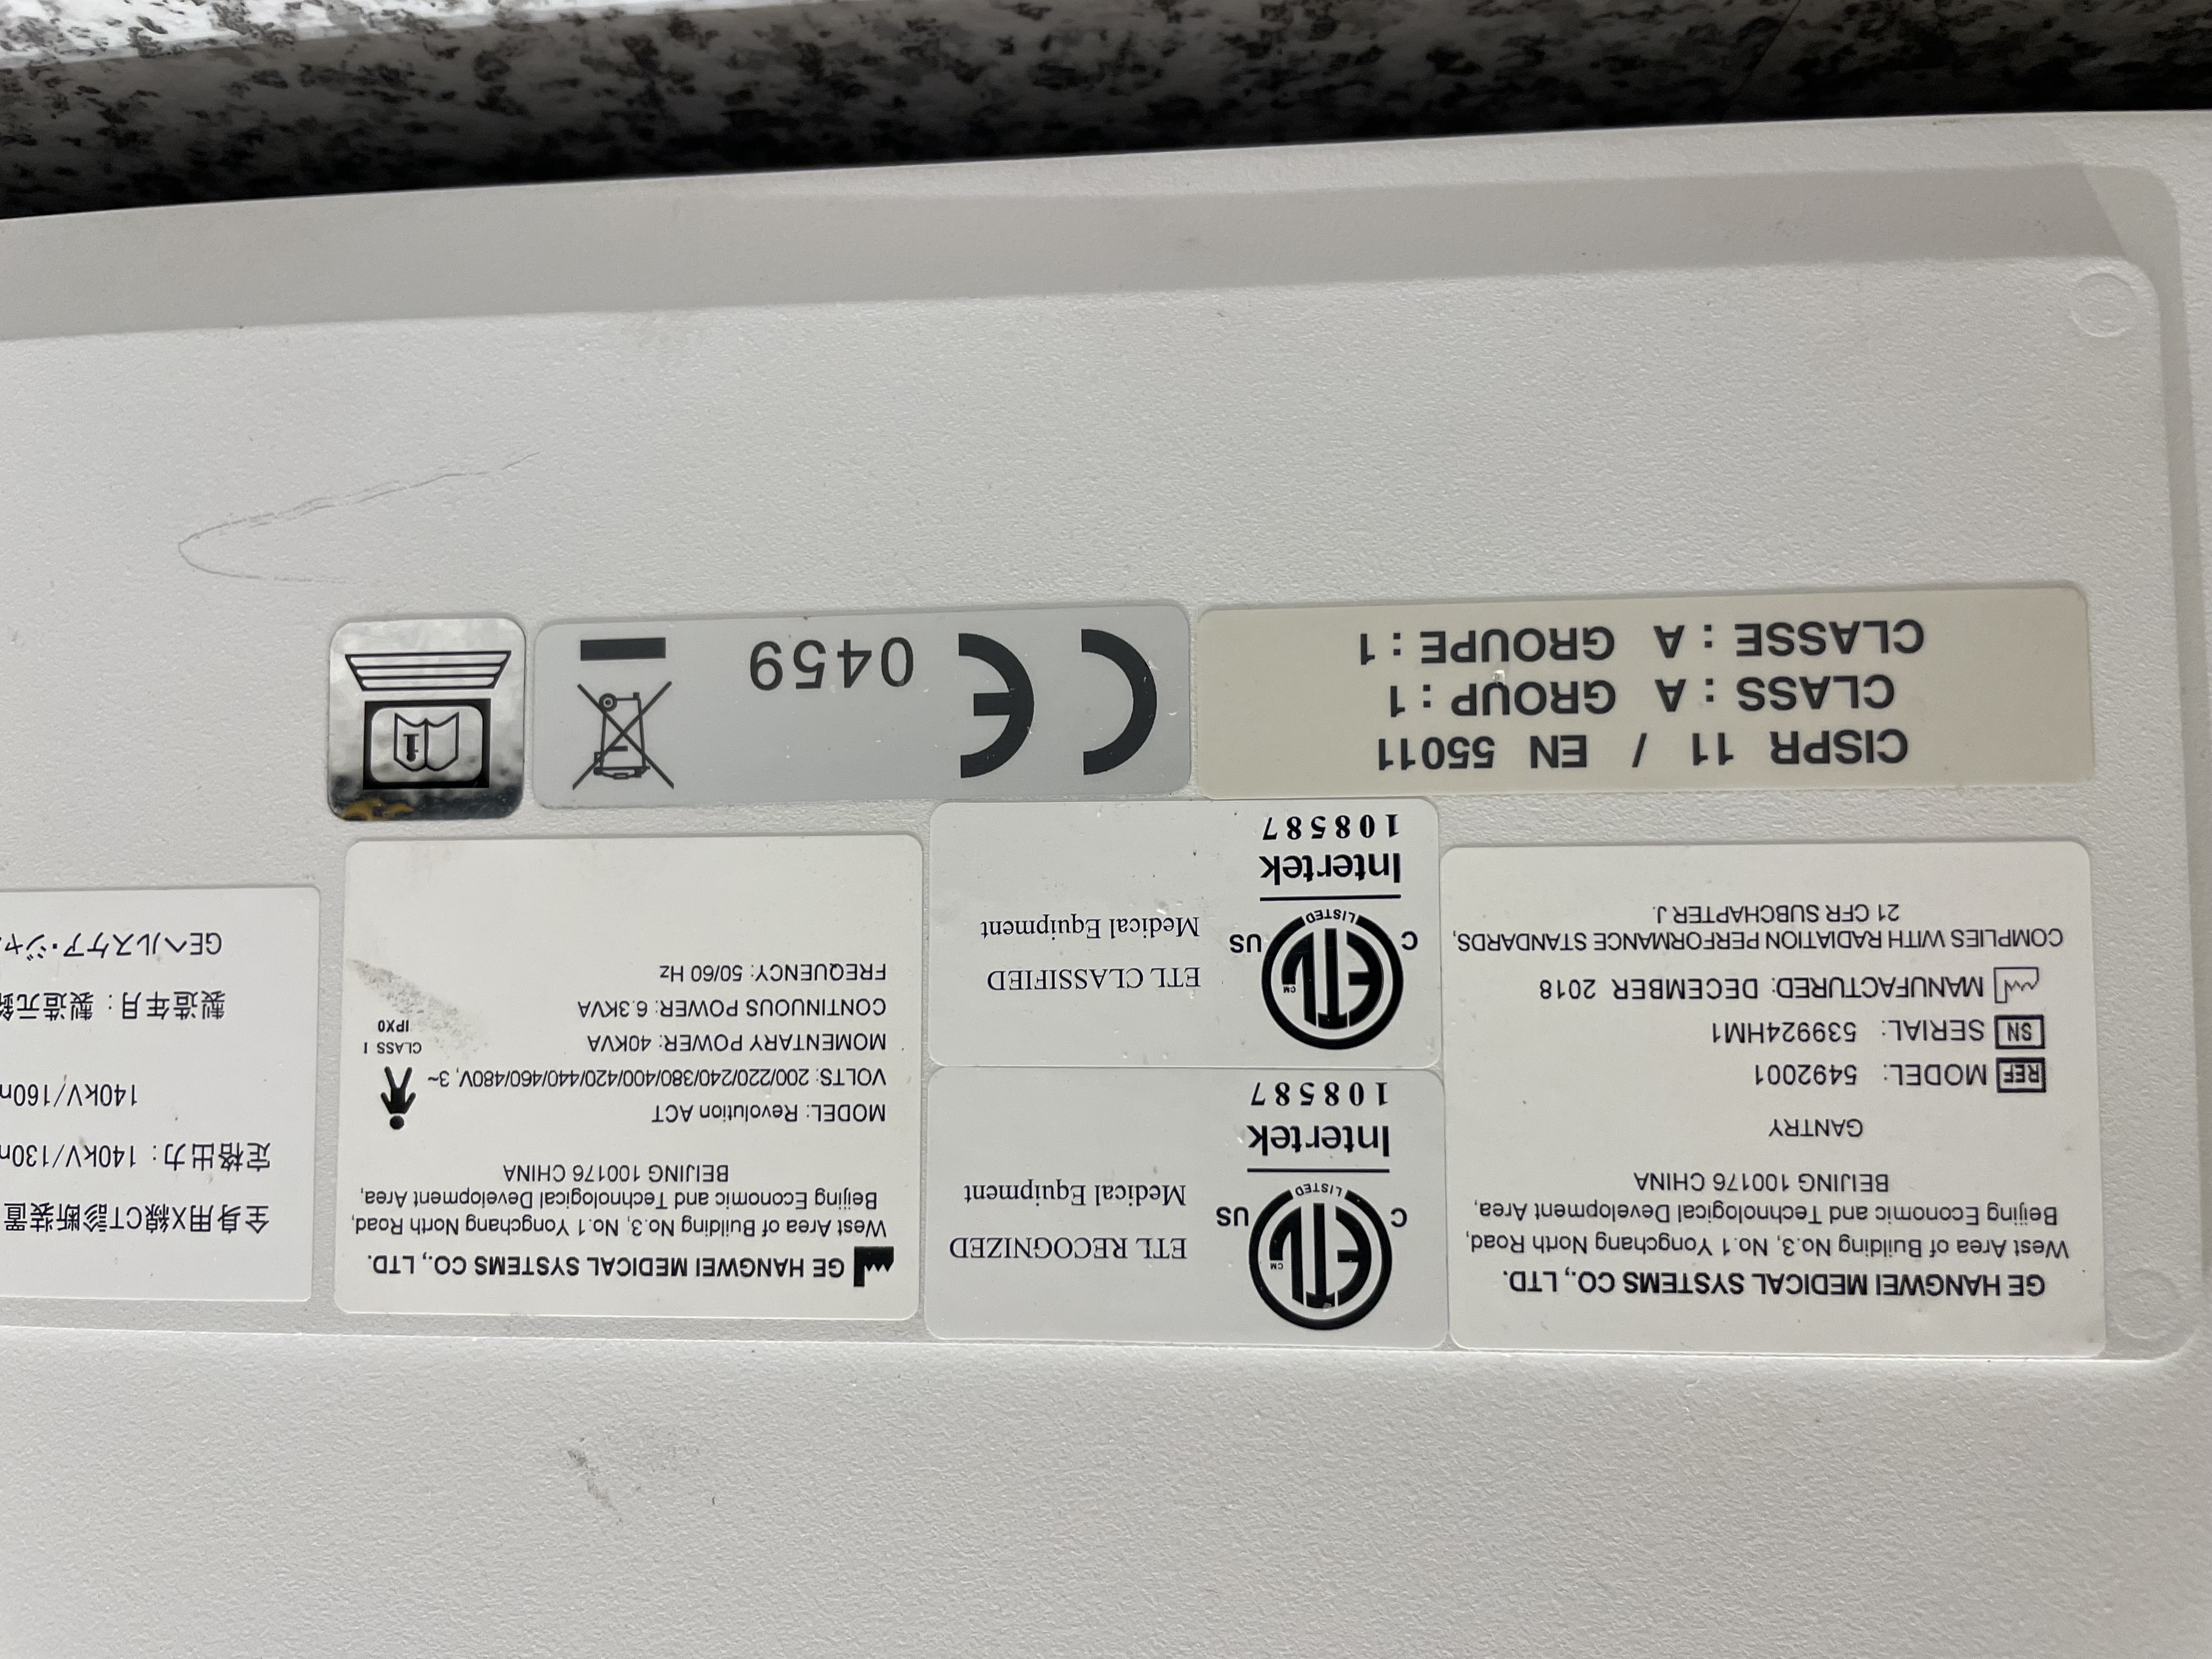 GE HANGWEI MEDICAL SYSTEMS CO., LTD.
West Area of Building No.3, No.1 Yongchang North Road,
Beijing Economic and Technological Development Area,
BEIJING 100176 CHINA
GANTRY
REF MODEL: 5492001
SN SERIAL: 539924HM1
MANUFACTURED: DECEMBER 2018
COMPLIES WITH RADIATION PERFORMANCE STANDARDS,
21 CFR SUBCHAPTER J.
ETL RECOGNIZED
Medical Equipment
C ETL CM LISTED US
Intertek
108587
ETL CLASSIFIED
Medical Equipment
C ETL CM LISTED US
Intertek
108587
GE HANGWEI MEDICAL SYSTEMS CO., LTD.
West Area of Building No.3, No.1 Yongchang North Road,
Beijing Economic and Technological Development Area,
BEIJING 100176 CHINA
MODEL: Revolution ACT
VOLTS: 200/220/240/380/400/420/440/460/480V, 3~
MOMENTARY POWER: 40KVA
CONTINUOUS POWER: 6.3KVA
FREQUENCY: 50/60 Hz
CLASS I
IPX0
全身用X線CT診断装置
定格出力: 140kV/130m
140kV/160m
製造年月: 製造元銘
GEヘルスケア・ジャ
CISPR 11 / EN 55011
CLASS : A GROUP : 1
CLASSE : A GROUPE : 1
CE 0459
i